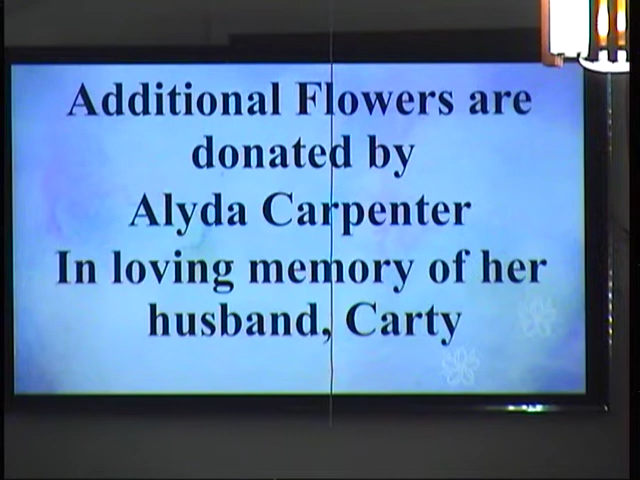 Additional Flowers are
donated by
Alyda Carpenter
In loving memory of her
husband, Carty